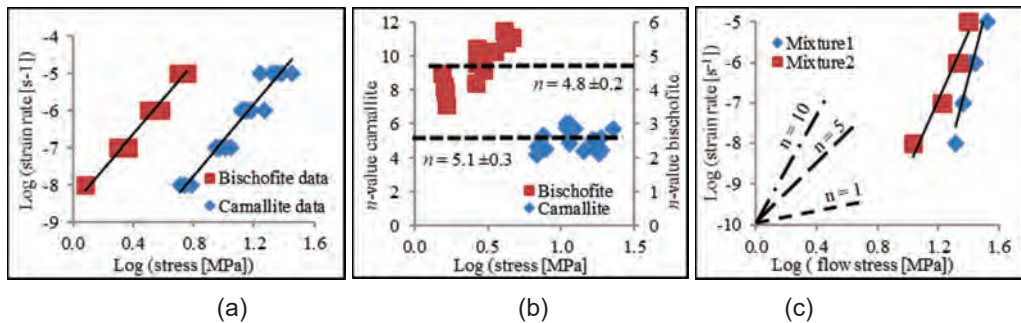 Log (strain rate [s-1])
-4
-5
-6
-7
-8
-9
Bischofite data
Carnallite data
0.0 0.4 0.8 1.2 1.6
Log (stress [MPa])
(a)
n-value carnallite
12
10
8
6
4
2
0
n = 4.8 ±0.2
n = 5.1 ±0.3
Bischofite
Carnallite
6
5
4
3
2
1
0
n-value bischofite
0.0 0.5 1.0 1.5
Log (stress [MPa]
(b)
Log (strain rate [s-1])
-5
-6
-7
-8
-9
-10
Mixture1
Mixture2
n = 10
n = 5
n = 1
0.0 0.4 0.8 1.2 1.6
Log ( flow stress [MPa])
(c)